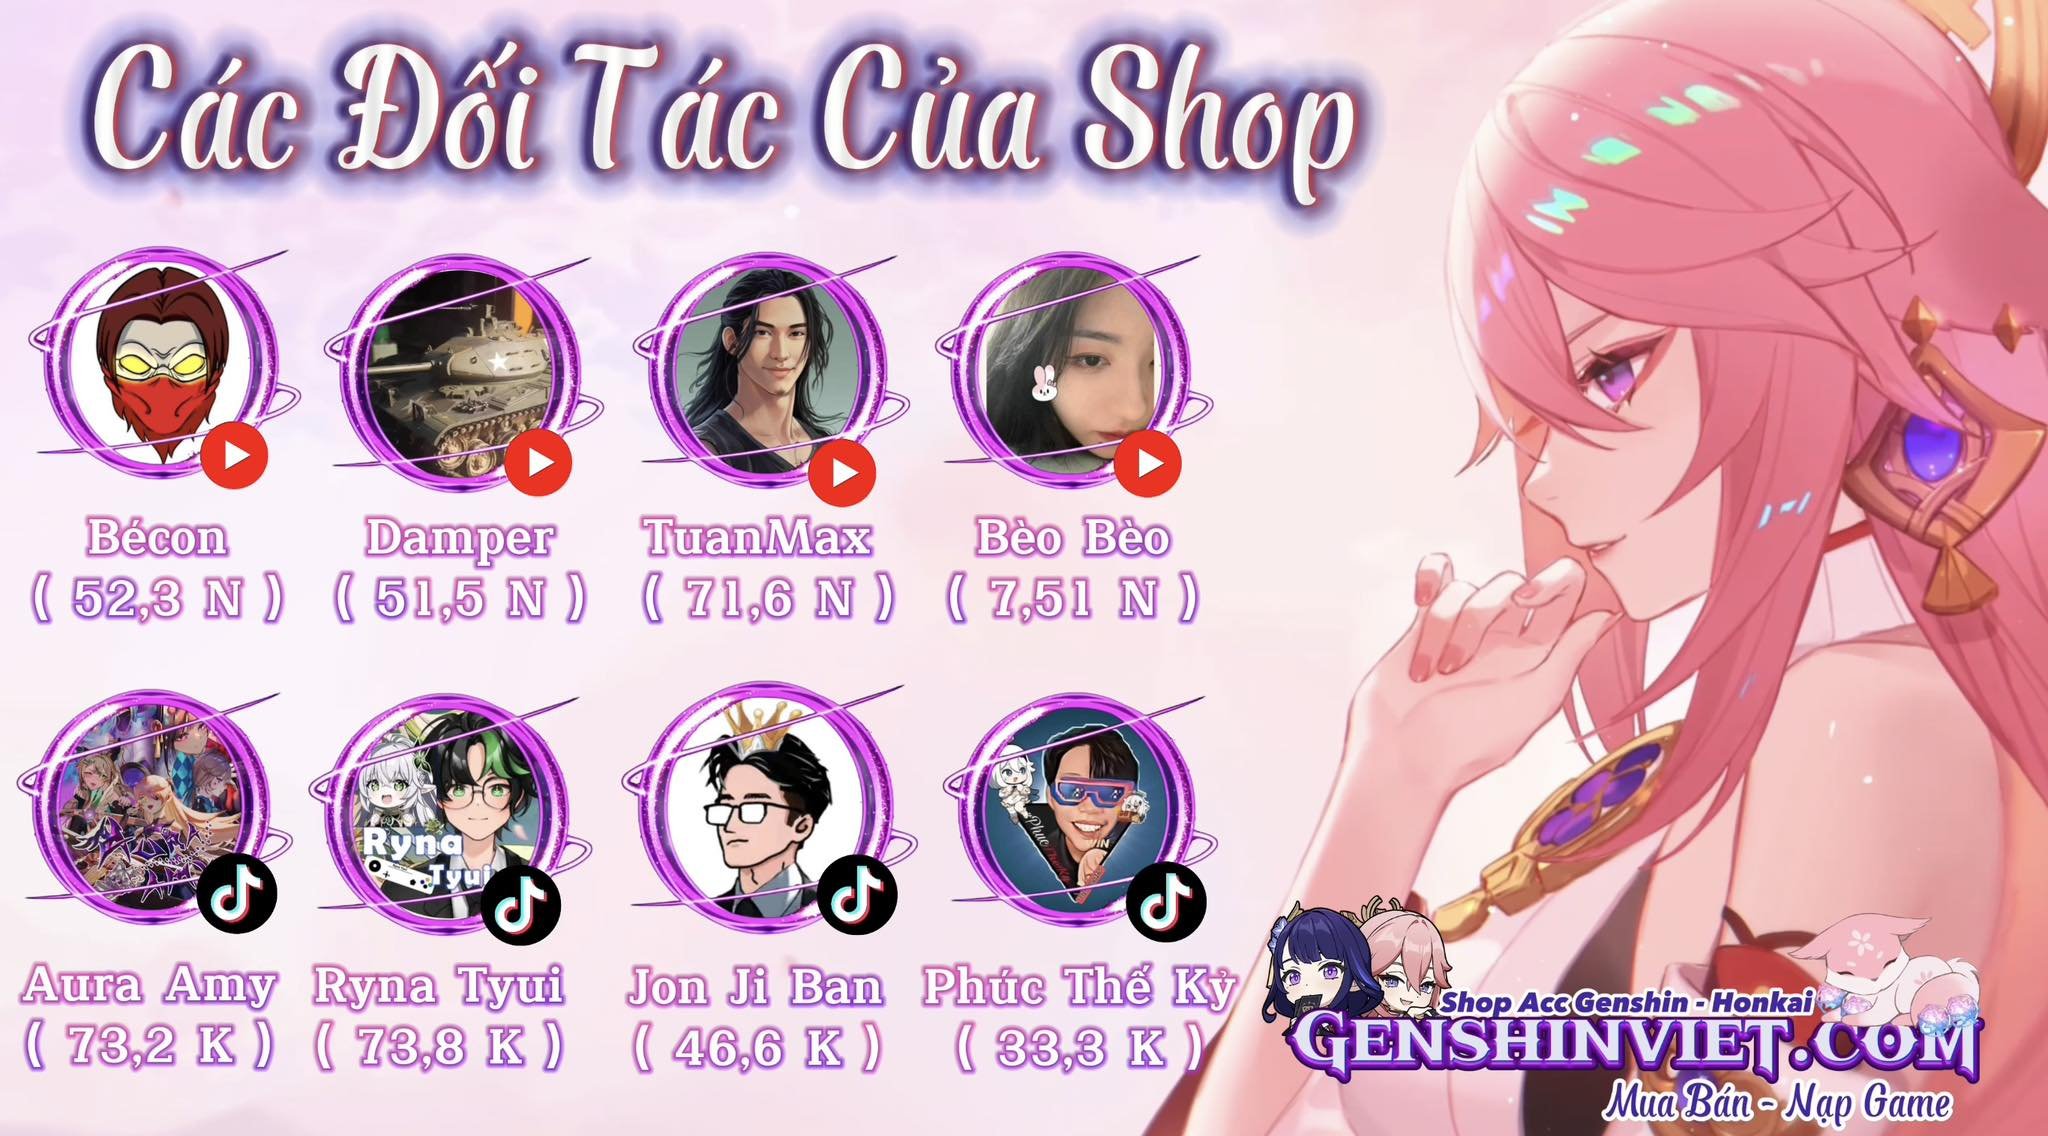 Các Đối Tác Của Shop
Bécon
( 52,3 N )
Damper
( 51,5 N )
TuanMax
( 71,6 N )
Bèo Bèo
( 7,51 N )
Ryna
Tyui
Aura Amy
( 73,2 K )
Ryna Tyui
( 73,8 K )
Jon Ji Ban
( 46,6 K )
Phúc Thế Kỷ
( 33,3 K )
Shop Acc Genshin - Honkai
GENSHINVIET.COM
Mua Bán - Nạp Game